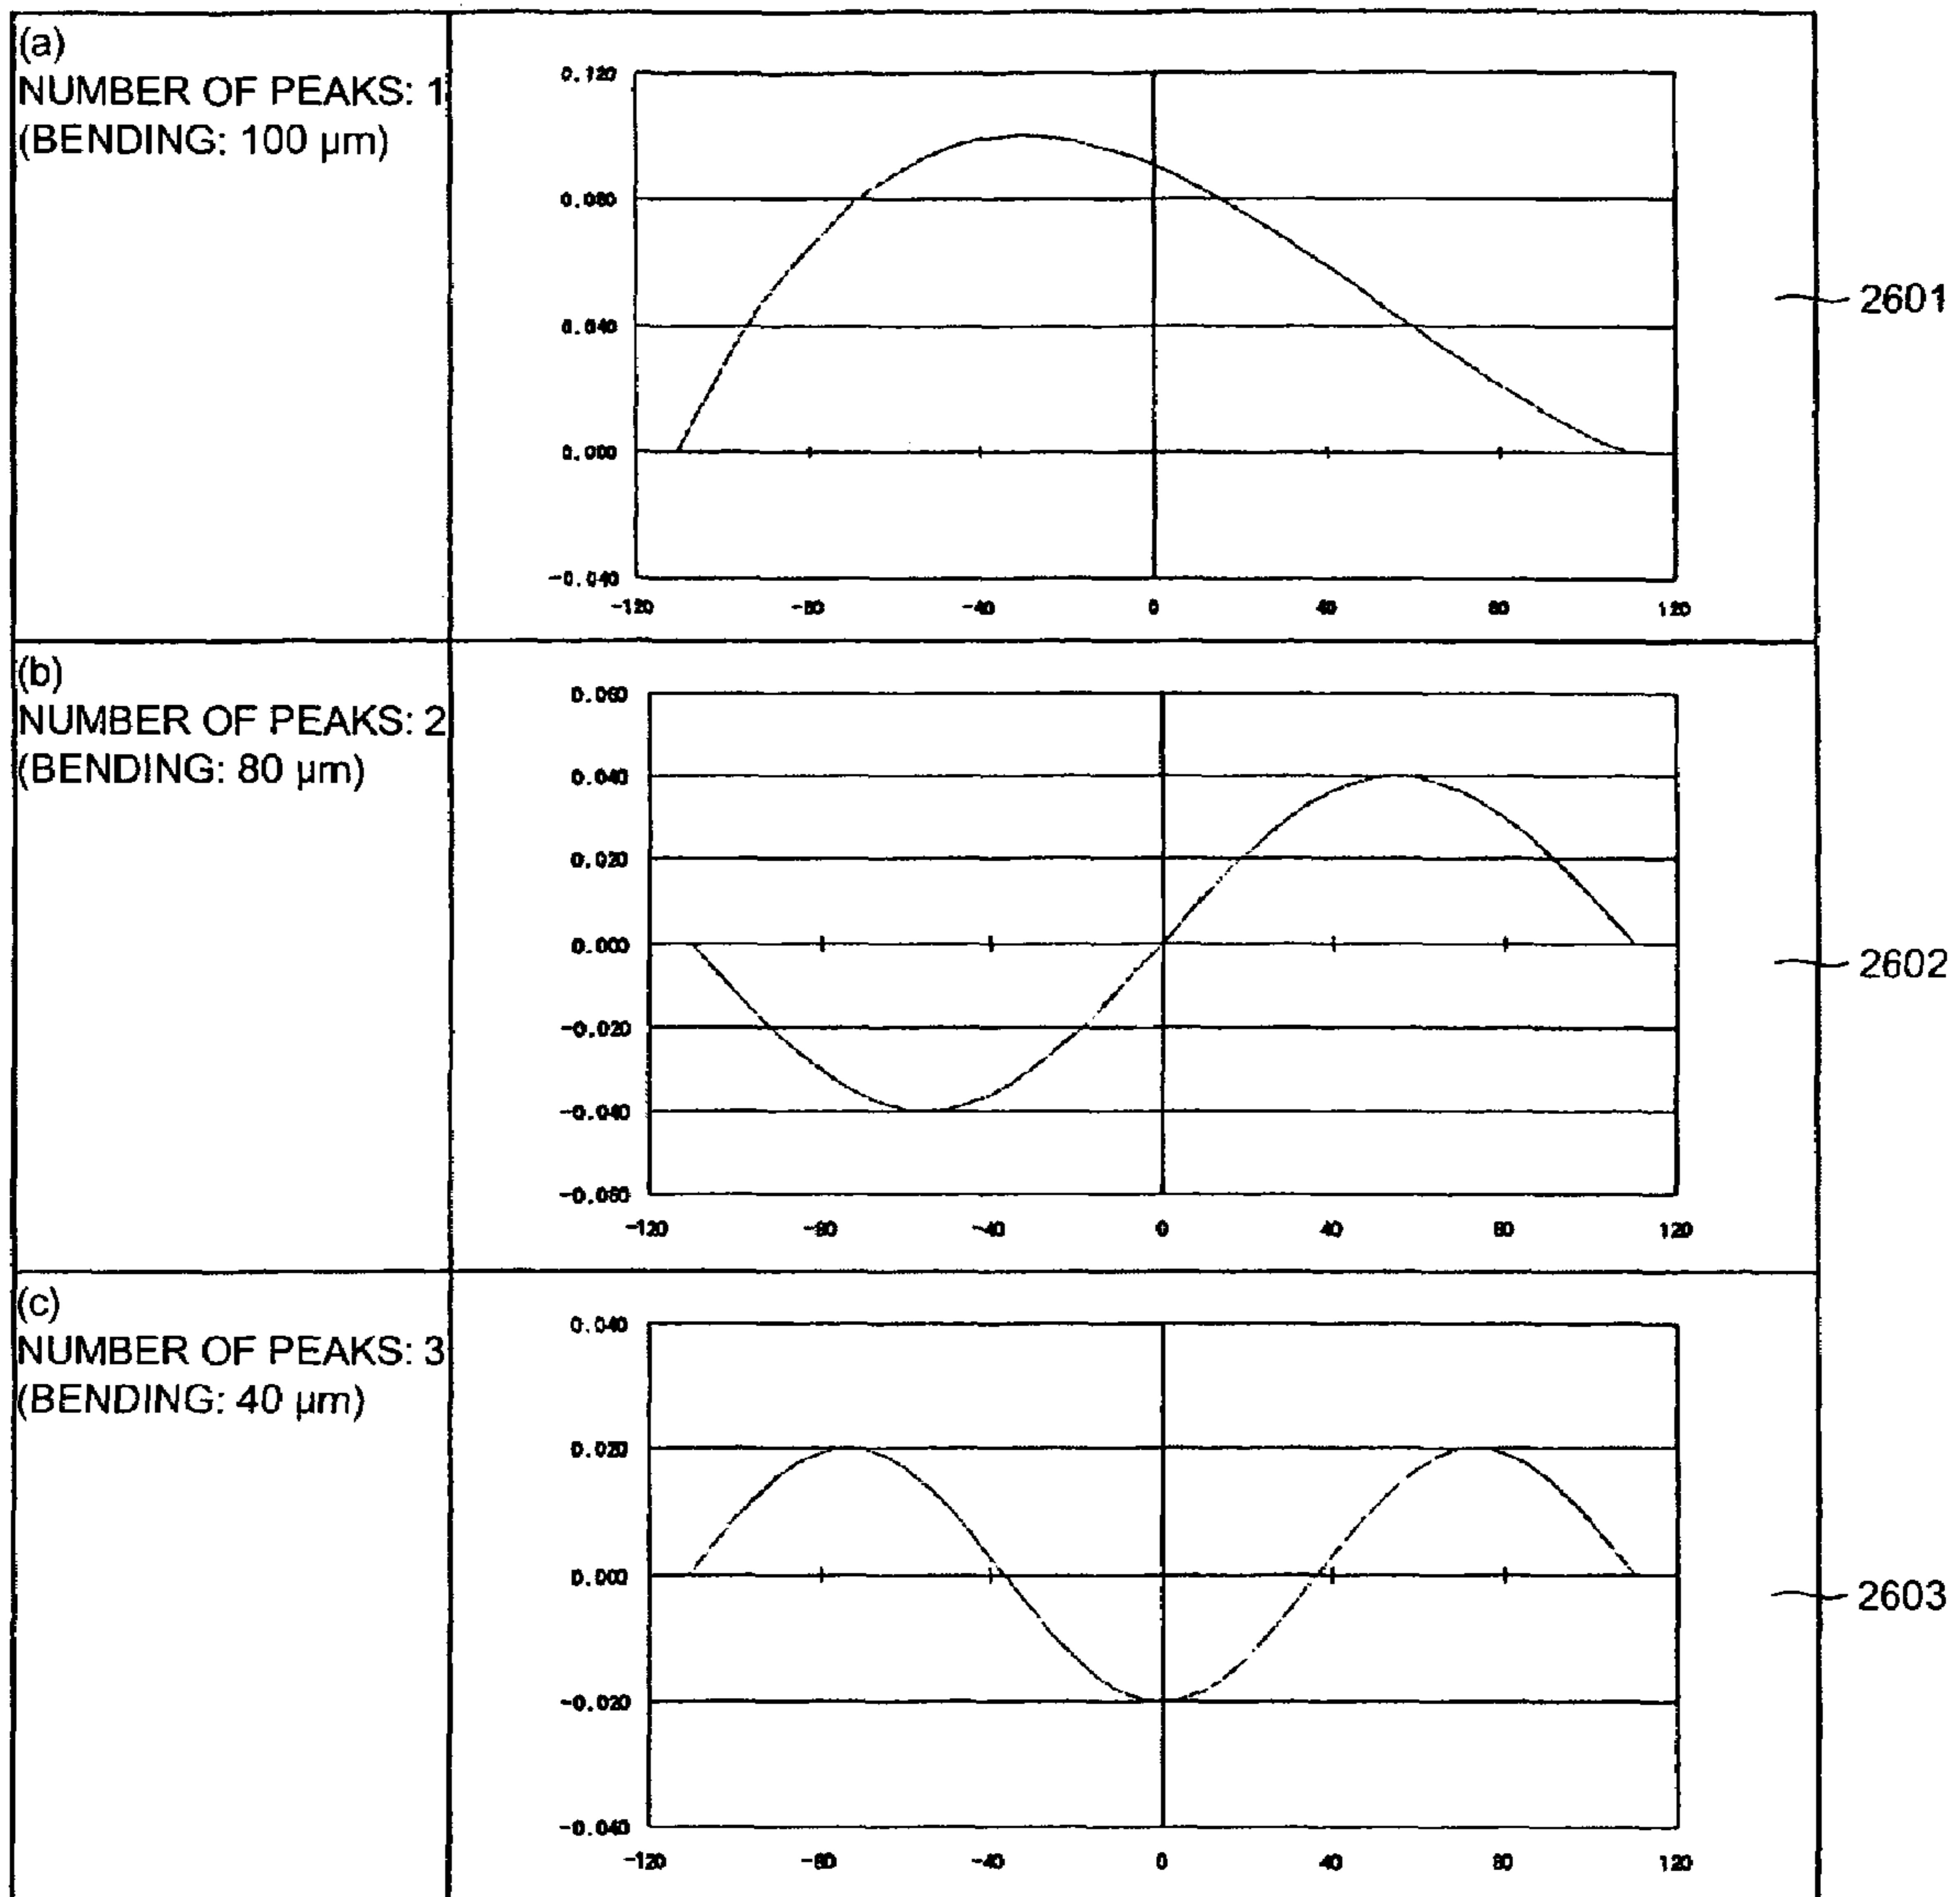 (a)
NUMBER OF PEAKS: 1
(BENDING: 100 µm)
0.120
0.080
0.040
0.000
-0.040
-120 -80 -40 0 40 80 120
2601
(b)
NUMBER OF PEAKS: 2
(BENDING: 80 µm)
0.060
0.040
0.020
0.000
-0.020
-0.040
-0.060
-120 -80 -40 0 40 80 120
2602
(c)
NUMBER OF PEAKS: 3
(BENDING: 40 µm)
0.040
0.020
0.000
-0.020
-0.040
-120 -80 -40 0 40 80 120
2603